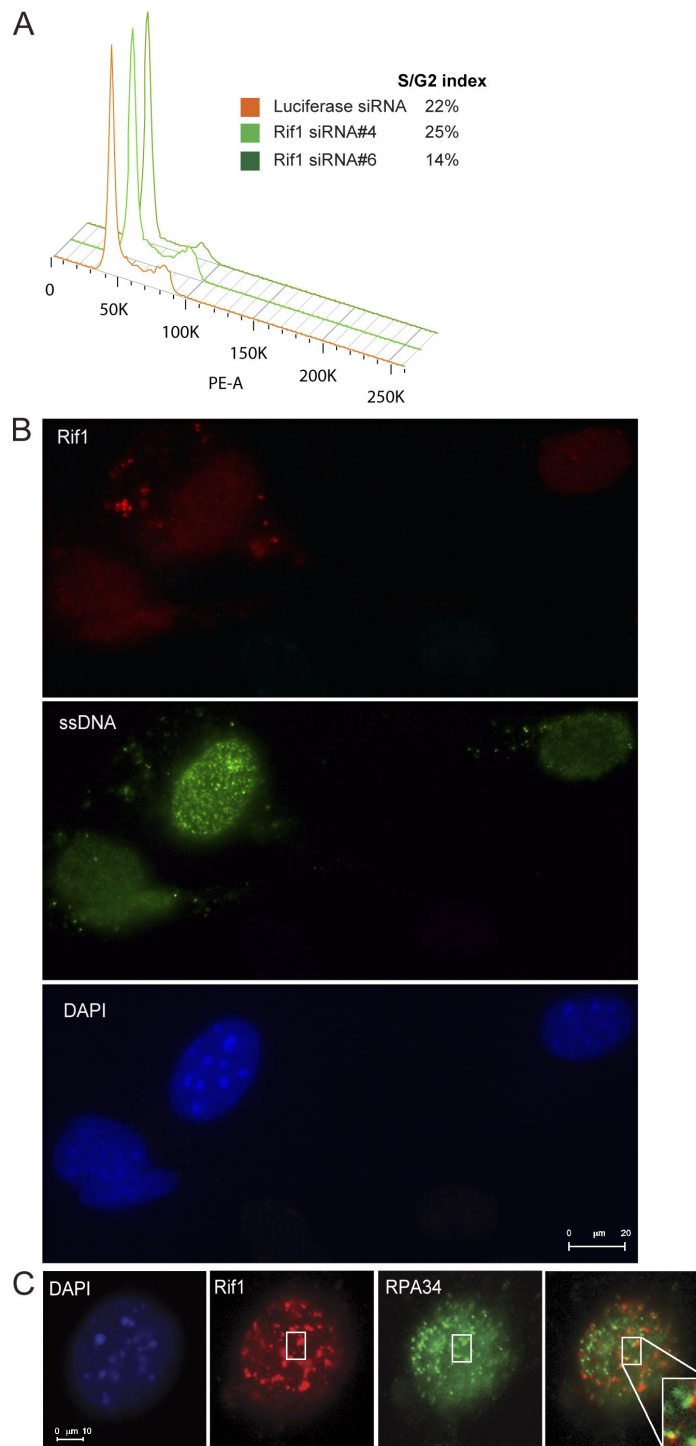 A
S/G2 index
Luciferase siRNA 22%
Rif1 siRNA#4 25%
Rif1 siRNA#6 14%
0
50K
100K
150K
200K
250K
PE-A
B
Rif1
ssDNA
DAPI
0 µm 20
C
DAPI
Rif1
RPA34
0 µm 10